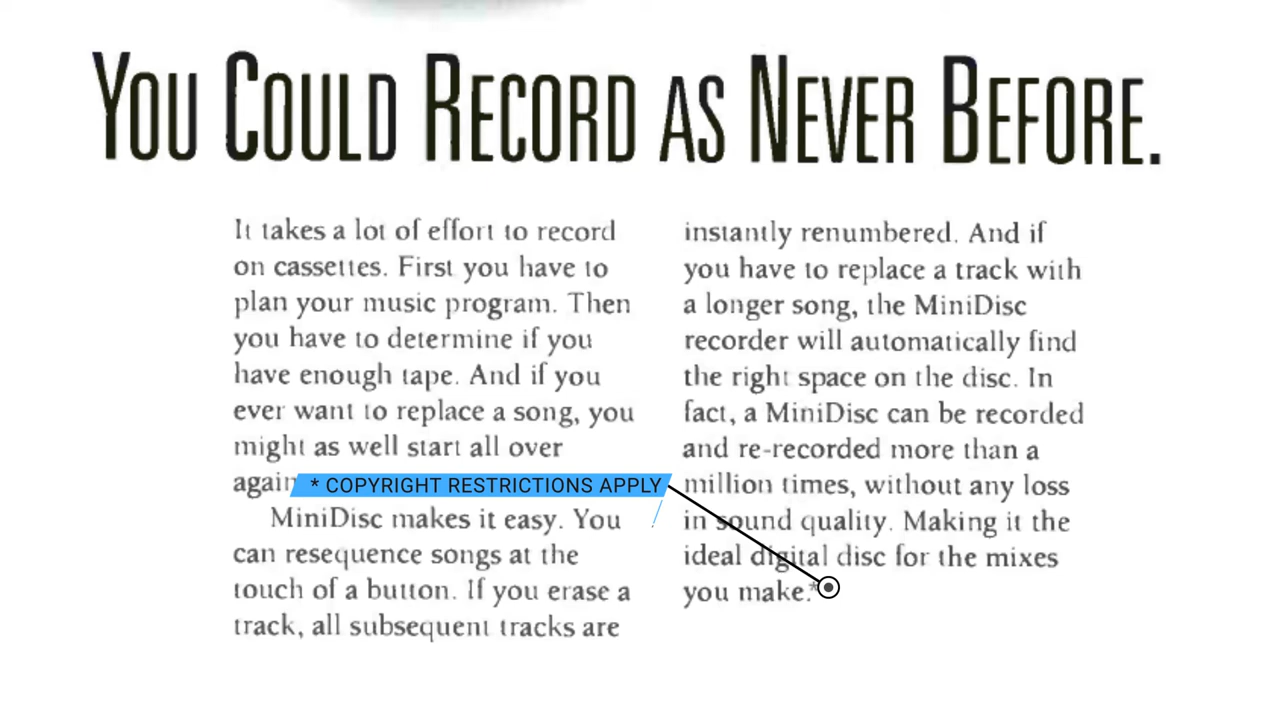 YOU COULD RECORD AS NEVER BEFORE.
It takes a lot of effort to record
on cassettes. First you have to
plan your music program. Then
you have to determine if you
have enough tape. And if you
ever want to replace a song, you
might as well start all over
again
MiniDisc makes it easy. You
can resequence songs at the
touch of a button. If you erase a
track, all subsequent tracks are
instantly renumbered. And if
you have to replace a track with
a longer song, the MiniDisc
recorder will automatically find
the right space on the disc. In
fact, a MiniDisc can be recorded
and re-recorded more than a
million times, without any loss
in sound quality. Making it the
ideal digital disc for the mixes
you make.*
* COPYRIGHT RESTRICTIONS APPLY